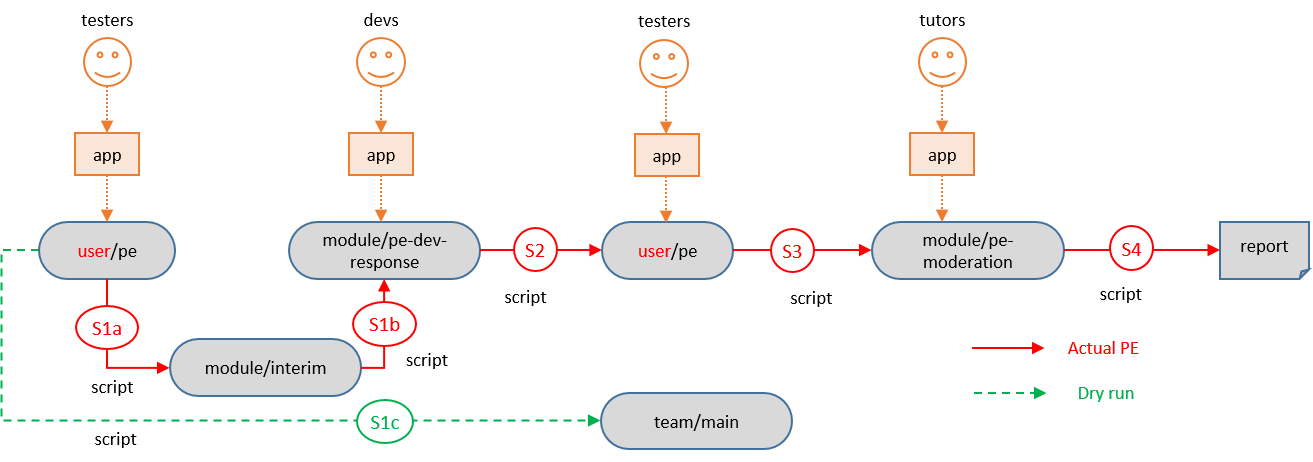 testers
devs
testers
tutors
app
app
app
app
user/pe
module/pe-dev-
response
S2
user/pe
S3
module/pe-
moderation
S4
report
script
script
script
S1a
S1b
script
module/interim
script
Actual PE
Dry run
S1c
team/main
script